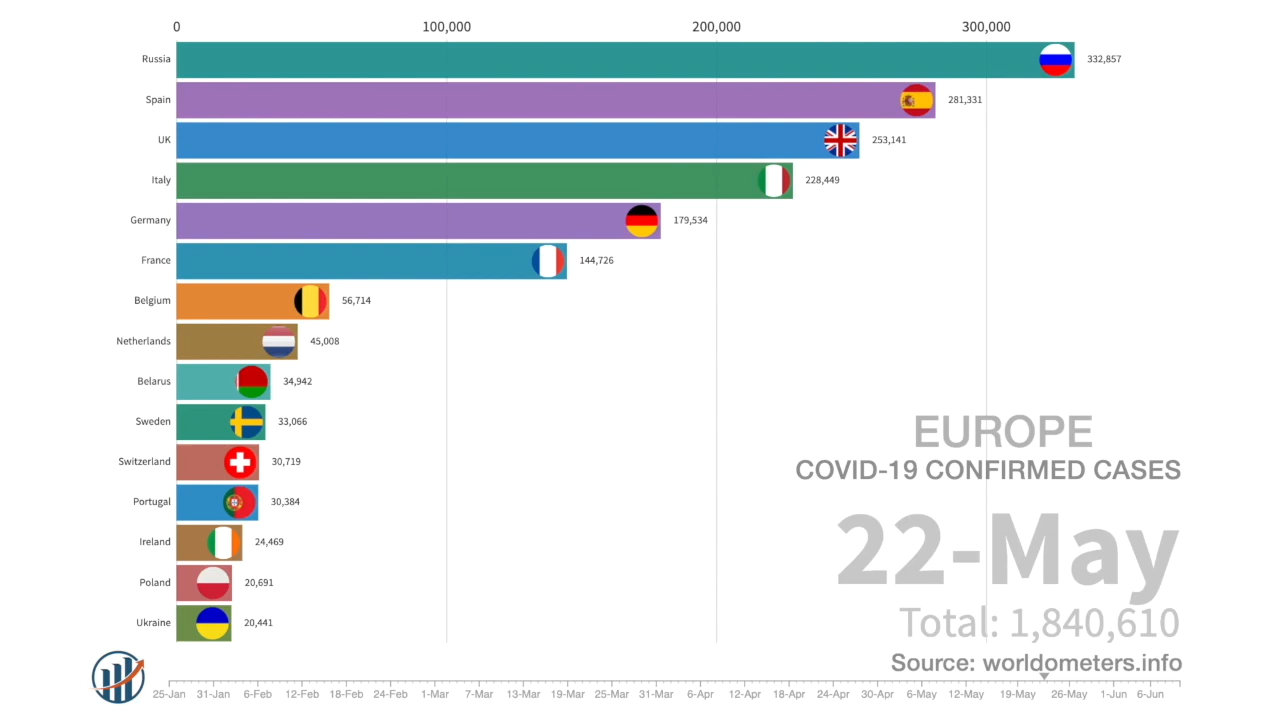 0 100,000 200,000 300,000
Russia 332,857
Spain 281,331
UK 253,141
Italy 228,449
Germany 179,534
France 144,726
Belgium 56,714
Netherlands 45,008
Belarus 34,942
Sweden 33,066
Switzerland 30,719
Portugal 30,384
Ireland 24,469
Poland 20,691
Ukraine 20,441
EUROPE
COVID-19 CONFIRMED CASES
22-May
Total: 1,840,610
Source: worldometers.info
25-Jan 31-Jan 6-Feb 12-Feb 18-Feb 24-Feb 1-Mar 7-Mar 13-Mar 19-Mar 25-Mar 31-Mar 6-Apr 12-Apr 18-Apr 24-Apr 30-Apr 6-May 12-May 19-May 26-May 1-Jun 6-Jun